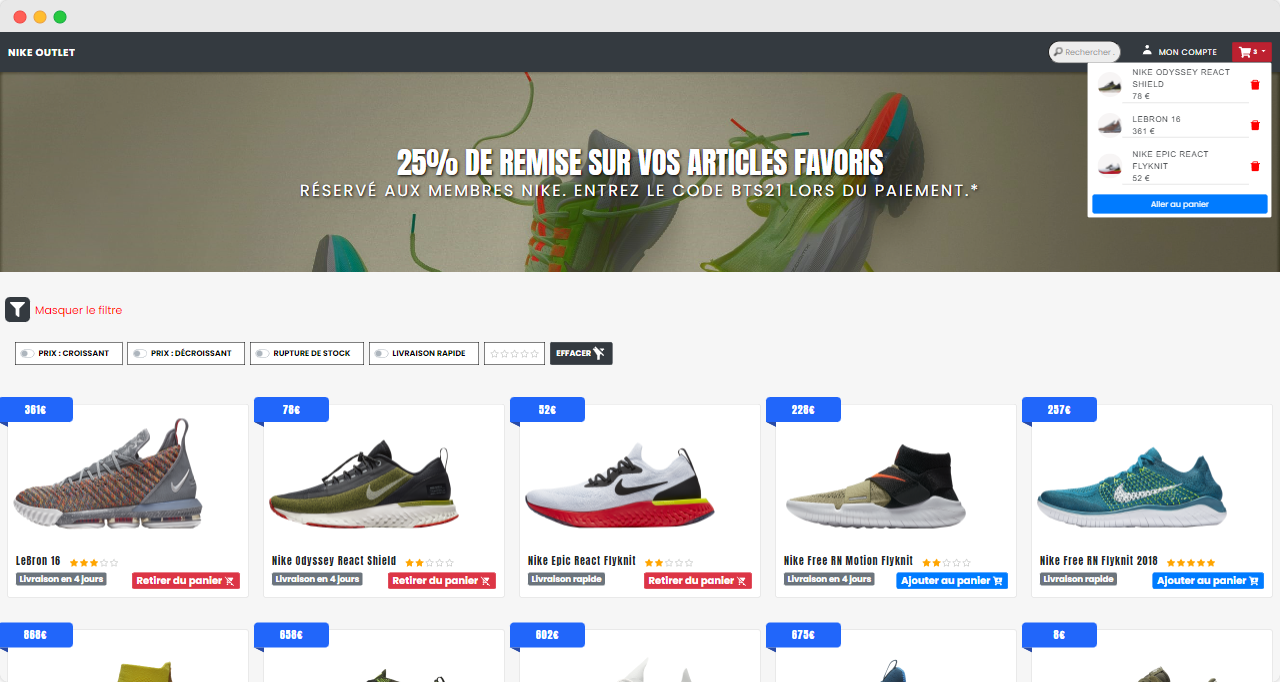 NIKE OUTLET
Rechercher .
MON COMPTE
3
NIKE ODYSSEY REACT
SHIELD
78 €
LEBRON 16
361 €
NIKE EPIC REACT
FLYKNIT
52 €
Aller au panier
25% DE REMISE SUR VOS ARTICLES FAVORIS
RÉSERVÉ AUX MEMBRES NIKE. ENTREZ LE CODE BTS21 LORS DU PAIEMENT.*
Masquer le filtre
PRIX : CROISSANT
PRIX : DÉCROISSANT
RUPTURE DE STOCK
LIVRAISON RAPIDE
EFFACER
361€
78€
52€
228€
257€
LeBron 16
Livraison en 4 jours
Retirer du panier
Nike Odyssey React Shield
Livraison en 4 jours
Retirer du panier
Nike Epic React Flyknit
Livraison rapide
Retirer du panier
Nike Free RN Motion Flyknit
Livraison en 4 jours
Ajouter au panier
Nike Free RN Flyknit 2018
Livraison rapide
Ajouter au panier
868€
658€
602€
675€
8€